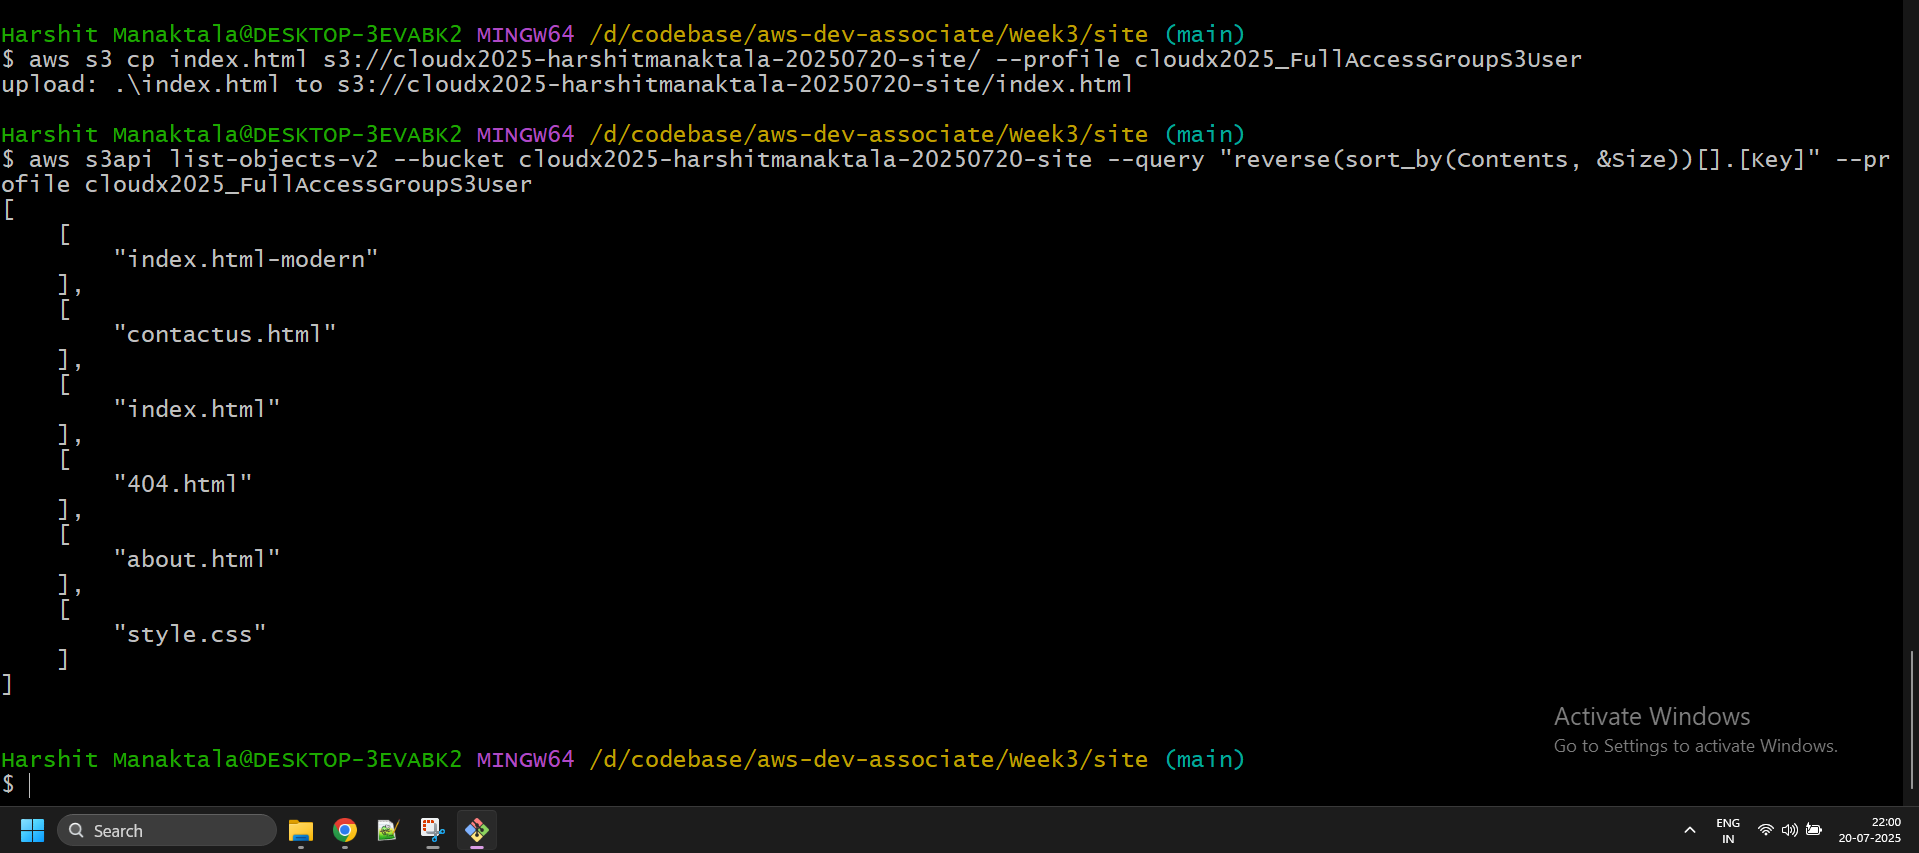 Harshit Manaktala@DESKTOP-3EVABK2 MINGW64 /d/codebase/aws-dev-associate/Week3/site (main)
$ aws s3 cp index.html s3://cloudx2025-harshitmanaktala-20250720-site/ --profile cloudx2025_FullAccessGroupS3User
upload: .\index.html to s3://cloudx2025-harshitmanaktala-20250720-site/index.html
Harshit Manaktala@DESKTOP-3EVABK2 MINGW64 /d/codebase/aws-dev-associate/Week3/site (main)
$ aws s3api list-objects-v2 --bucket cloudx2025-harshitmanaktala-20250720-site --query "reverse(sort_by(Contents, &Size))[].[Key]" --pr
ofile cloudx2025_FullAccessGroupS3User
[
    [
        "index.html-modern"
    ],
    [
        "contactus.html"
    ],
    [
        "index.html"
    ],
    [
        "404.html"
    ],
    [
        "about.html"
    ],
    [
        "style.css"
    ]
]
Harshit Manaktala@DESKTOP-3EVABK2 MINGW64 /d/codebase/aws-dev-associate/Week3/site (main)
$
Activate Windows
Go to Settings to activate Windows.
Search
ENG
IN
22:00
20-07-2025